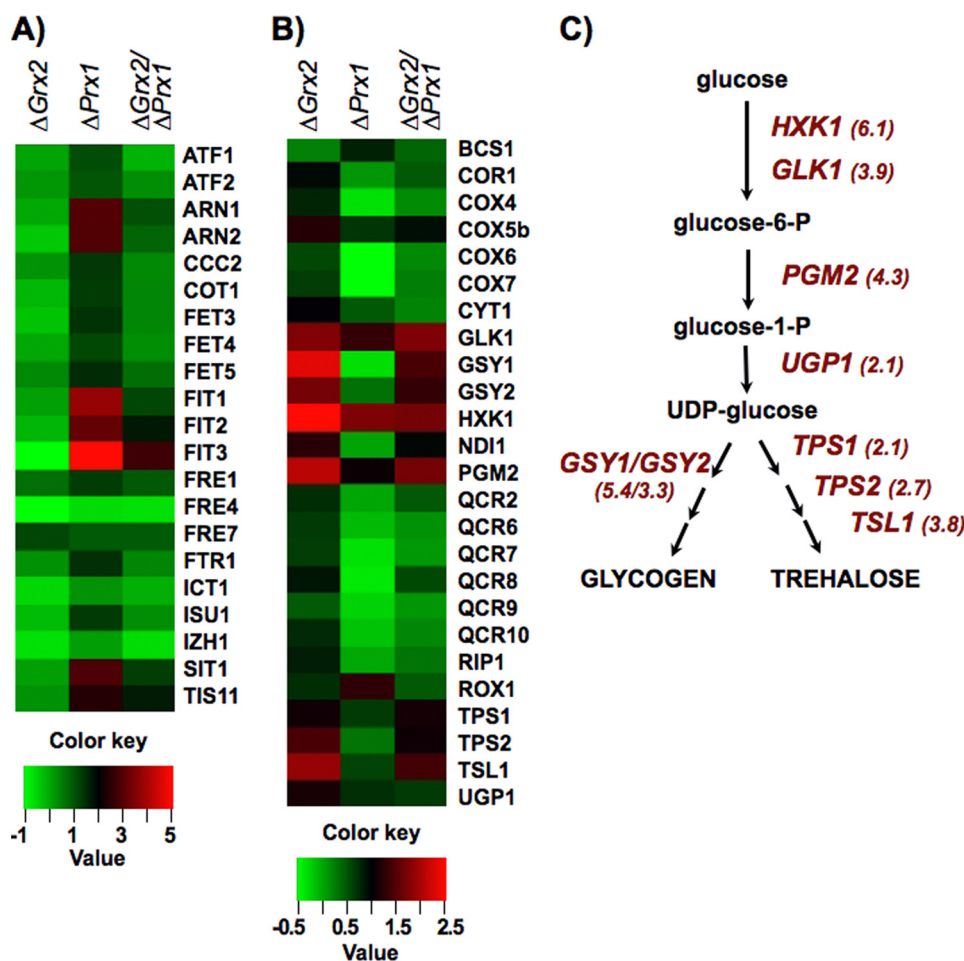 A)
ΔGrx2
ΔPrx1
ΔGrx2/
ΔPrx1
ATF1
ATF2
ARN1
ARN2
CCC2
COT1
FET3
FET4
FET5
FIT1
FIT2
FIT3
FRE1
FRE4
FRE7
FTR1
ICT1
ISU1
IZH1
SIT1
TIS11
Color key
-1 1 3 5
Value
B)
ΔGrx2
ΔPrx1
ΔGrx2/
ΔPrx1
BCS1
COR1
COX4
COX5b
COX6
COX7
CYT1
GLK1
GSY1
GSY2
HXK1
NDI1
PGM2
QCR2
QCR6
QCR7
QCR8
QCR9
QCR10
RIP1
ROX1
TPS1
TPS2
TSL1
UGP1
Color key
-0.5 0.5 1.5 2.5
Value
C)
glucose
HXK1 (6.1)
GLK1 (3.9)
glucose-6-P
PGM2 (4.3)
glucose-1-P
UGP1 (2.1)
UDP-glucose
GSY1/GSY2
(5.4/3.3)
TPS1 (2.1)
TPS2 (2.7)
TSL1 (3.8)
GLYCOGEN
TREHALOSE